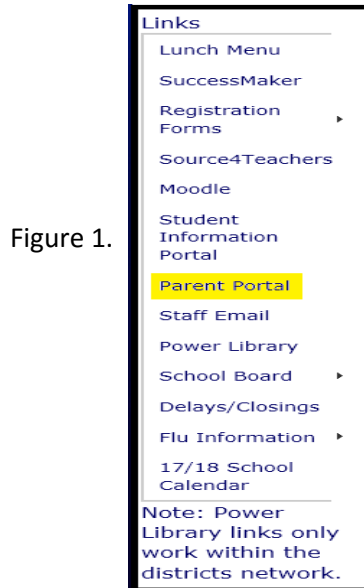 Links
Lunch Menu
SuccessMaker
Registration
Forms
Source4Teachers
Moodle
Student
Information
Portal
Figure 1.
Parent Portal
Staff Email
Power Library
School Board
Delays/Closings
Flu Information
17/18 School
Calendar
Note: Power
Library links only
work within the
districts network.